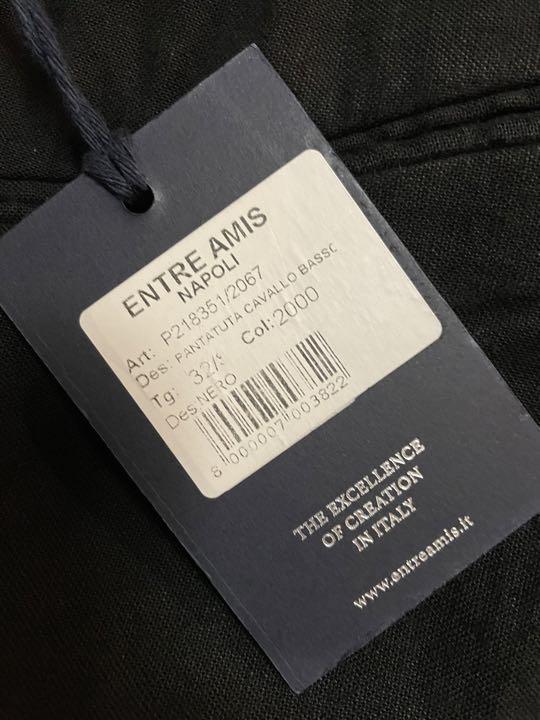 ENTRE AMIS
NAPOLI
Art: P218351/2067
Des: PANTATUTA CAVALLO BASSO
Tg: Col:2000
Des:NERO
8 000007 003822
THE EXCELLENCE
OF CREATION
IN ITALY
www.entreamis.it